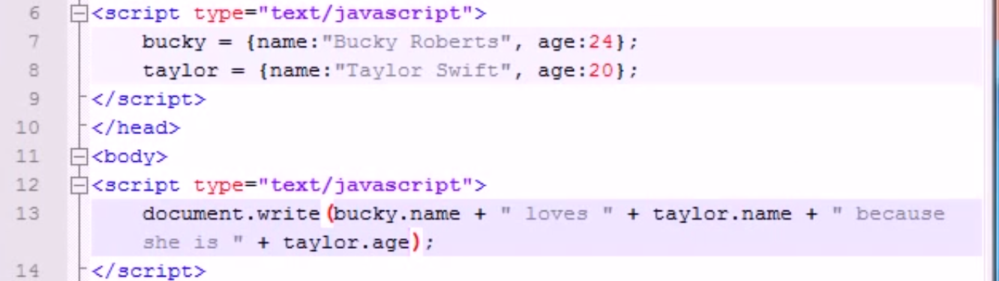 6 <script type="text/javascript">
7 bucky = {name:"Bucky Roberts", age:24};
8 taylor = {name:"Taylor Swift", age:20};
9 </script>
10 </head>
11 <body>
12 <script type="text/javascript">
13 document.write(bucky.name + " loves " + taylor.name + " because
she is " + taylor.age);
14 </script>